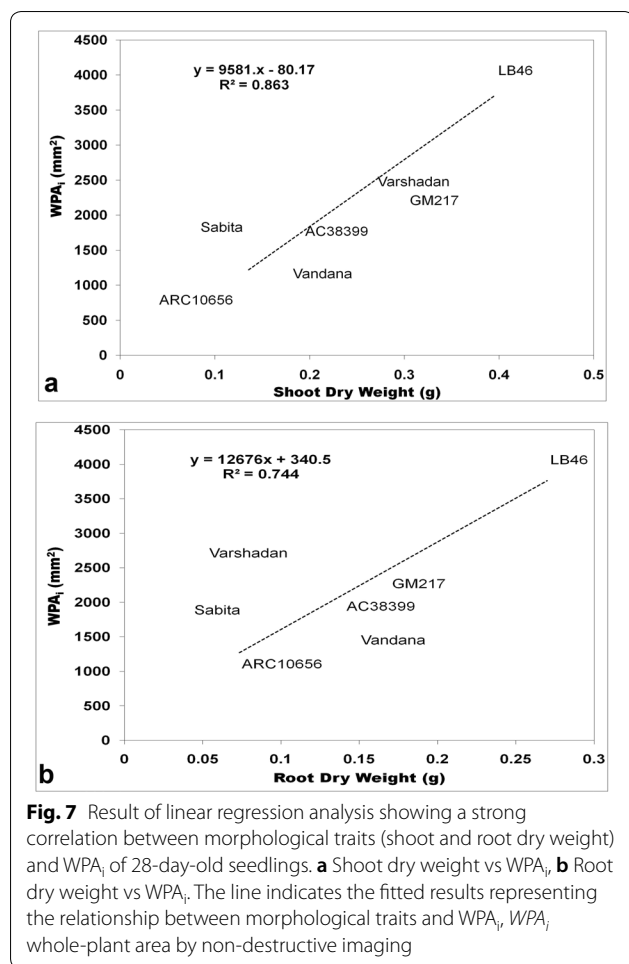 4500
4000
3500
3000
2500
2000
1500
1000
500
0
WPAi (mm²)
y = 9581.x - 80.17
R² = 0.863
LB46
Varshadan
GM217
Sabita
AC38399
Vandana
ARC10656
0 0.1 0.2 0.3 0.4 0.5
Shoot Dry Weight (g)
a
4500
4000
3500
3000
2500
2000
1500
1000
500
0
WPAi (mm²)
y = 12676x + 340.5
R² = 0.744
LB46
Varshadan
GM217
Sabita
AC38399
Vandana
ARC10656
0 0.05 0.1 0.15 0.2 0.25 0.3
Root Dry Weight (g)
b
Fig. 7 Result of linear regression analysis showing a strong
correlation between morphological traits (shoot and root dry weight)
and WPAi of 28-day-old seedlings. a Shoot dry weight vs WPAi, b Root
dry weight vs WPAi. The line indicates the fitted results representing
the relationship between morphological traits and WPAi, WPAi
whole-plant area by non-destructive imaging